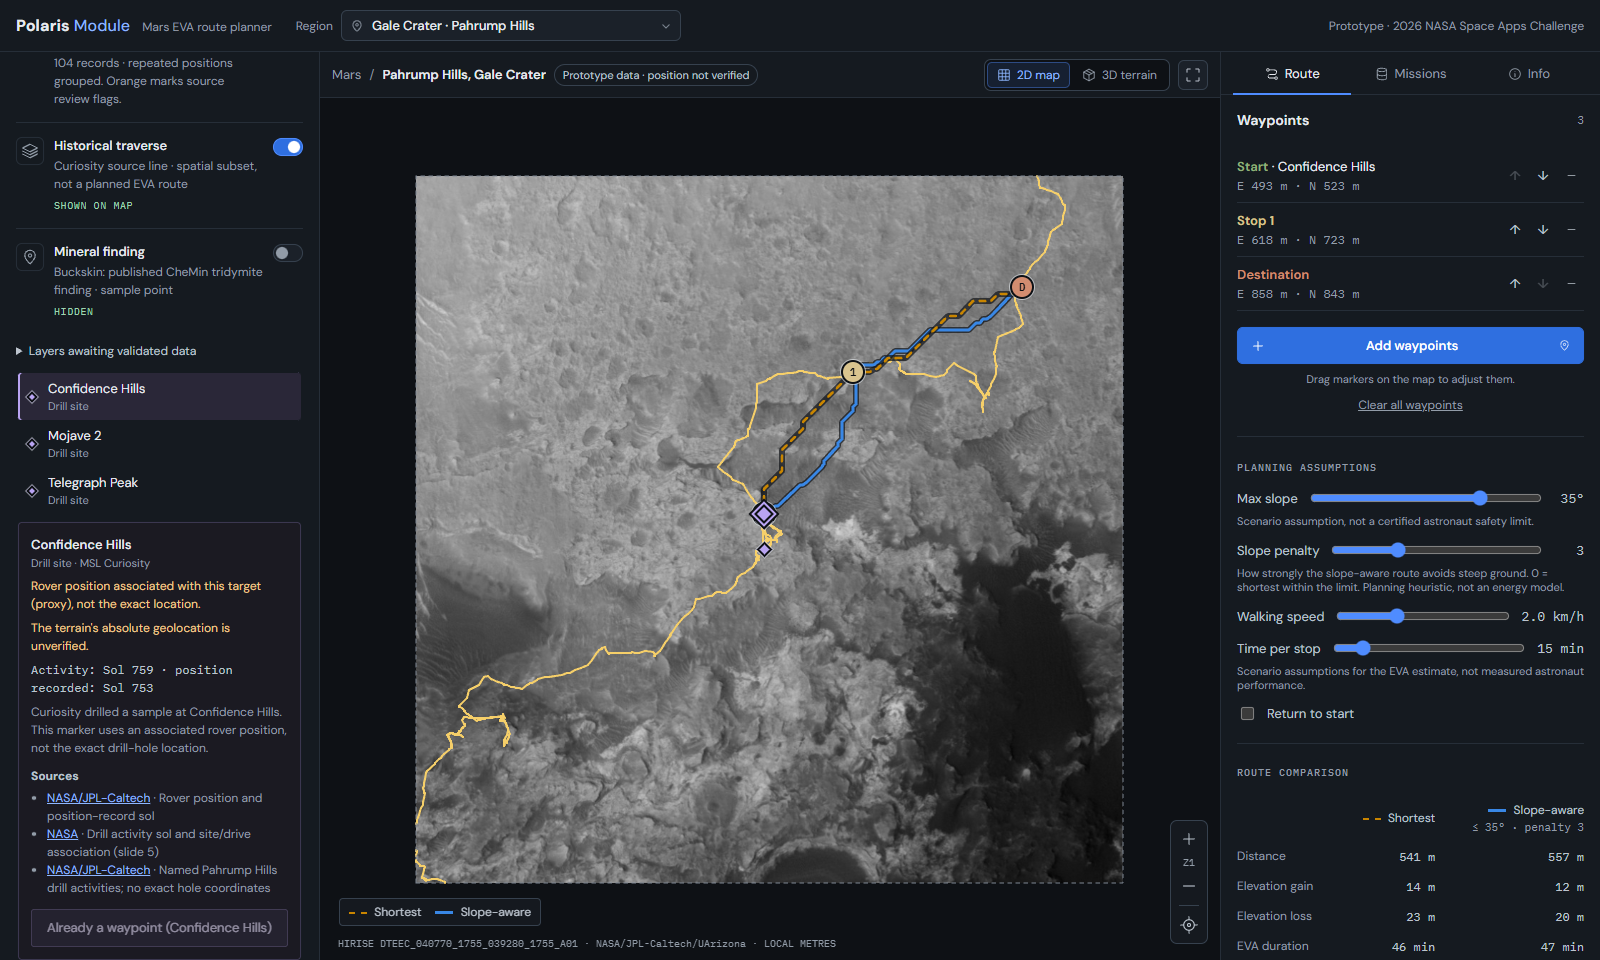 Polaris Module
Mars EVA route planner
Region
Gale Crater · Pahrump Hills
Prototype · 2026 NASA Space Apps Challenge
104 records · repeated positions
grouped. Orange marks source
review flags.
Historical traverse
Curiosity source line · spatial subset,
not a planned EVA route
SHOWN ON MAP
Mineral finding
Buckskin: published CheMin tridymite
finding · sample point
HIDDEN
Layers awaiting validated data
Confidence Hills
Drill site
Mojave 2
Drill site
Telegraph Peak
Drill site
Confidence Hills
Drill site · MSL Curiosity
Rover position associated with this target
(proxy), not the exact location.
The terrain's absolute geolocation is
unverified.
Activity: Sol 759 · position
recorded: Sol 753
Curiosity drilled a sample at Confidence Hills.
This marker uses an associated rover position,
not the exact drill-hole location.
Sources
NASA/JPL-Caltech · Rover position and
position-record sol
NASA · Drill activity sol and site/drive
association (slide 5)
NASA/JPL-Caltech · Named Pahrump Hills
drill activities; no exact hole coordinates
Already a waypoint (Confidence Hills)
Mars / Pahrump Hills, Gale Crater
Prototype data · position not verified
2D map
3D terrain
D
1
Z1
Shortest
Slope-aware
HIRISE DTEEC_040770_1755_039280_1755_A01 · NASA/JPL-Caltech/UArizona · LOCAL METRES
Route
Missions
Info
Waypoints
3
Start · Confidence Hills
E 493 m · N 523 m
Stop 1
E 618 m · N 723 m
Destination
E 858 m · N 843 m
Add waypoints
Drag markers on the map to adjust them.
Clear all waypoints
PLANNING ASSUMPTIONS
Max slope 35°
Scenario assumption, not a certified astronaut safety limit.
Slope penalty 3
How strongly the slope-aware route avoids steep ground. 0 =
shortest within the limit. Planning heuristic, not an energy model.
Walking speed 2.0 km/h
Time per stop 15 min
Scenario assumptions for the EVA estimate, not measured astronaut
performance.
Return to start
ROUTE COMPARISON
Shortest
Slope-aware
≤ 35° · penalty 3
Distance 541 m 557 m
Elevation gain 14 m 12 m
Elevation loss 23 m 20 m
EVA duration 46 min 47 min